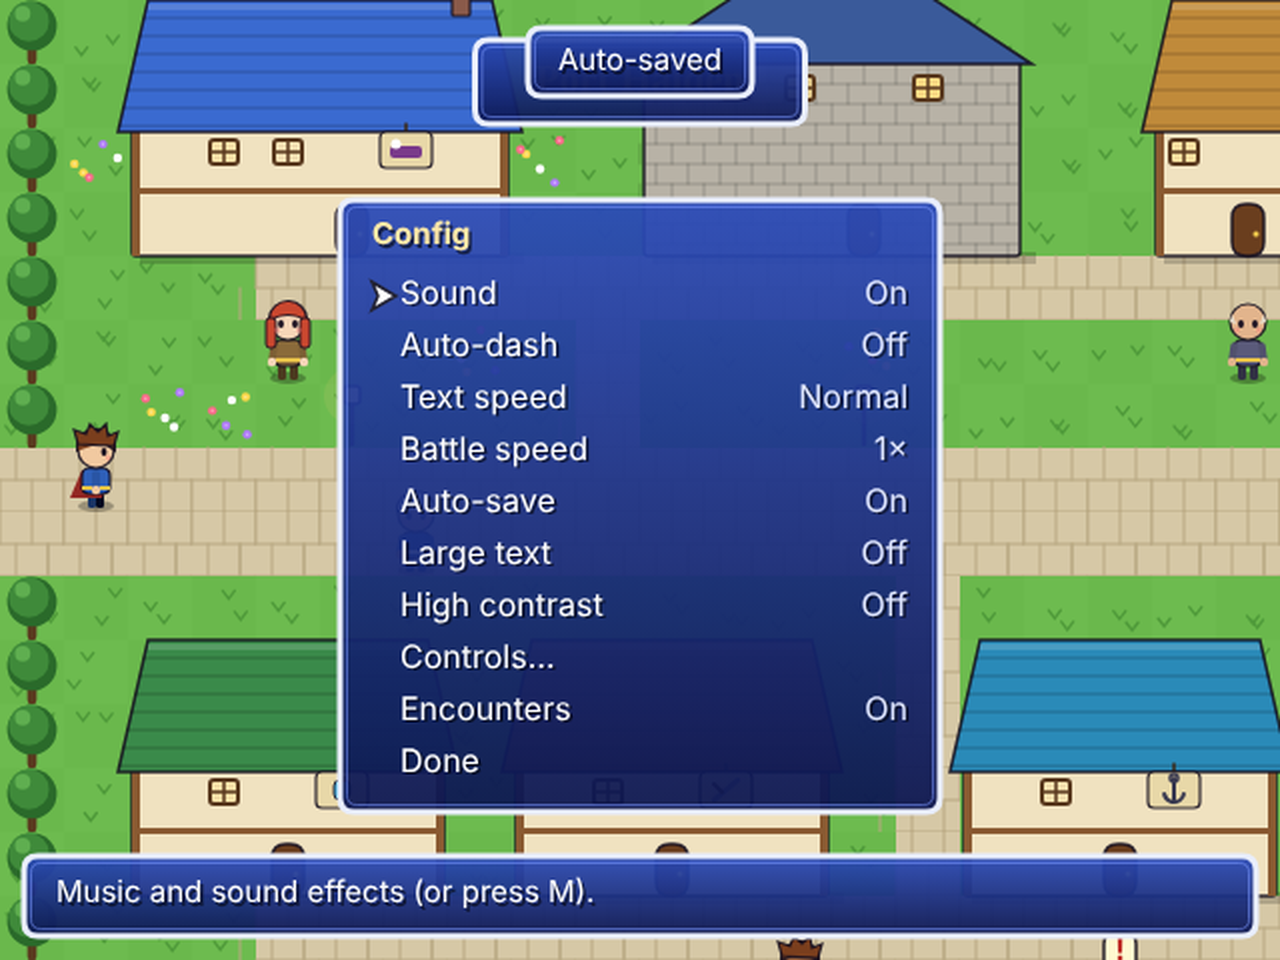 Auto-saved
Config
Sound On
Auto-dash Off
Text speed Normal
Battle speed 1×
Auto-save On
Large text Off
High contrast Off
Controls...
Encounters On
Done
Music and sound effects (or press M).
!